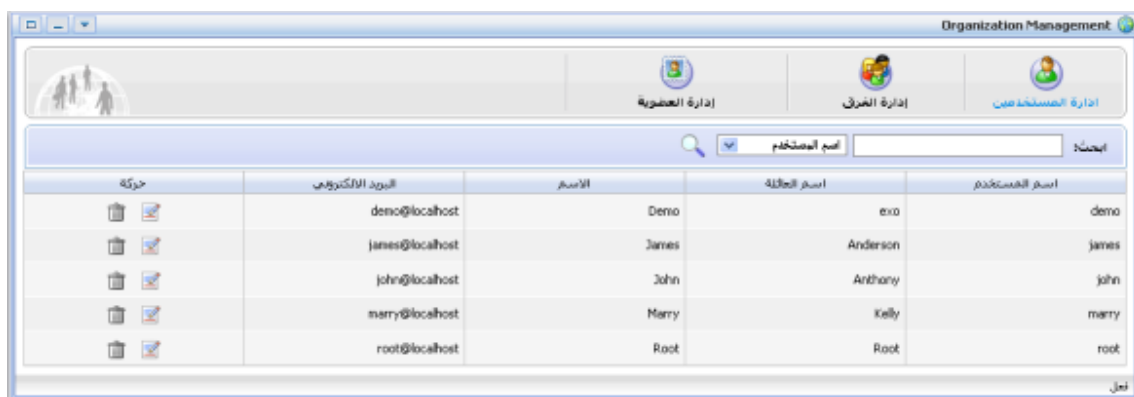 Organization Management
ادارة المستخدمين إدارة الفرق إدارة العضوية
ابحث: اسم المستخدم
اسم المستخدم اسم العائلة الاسم البريد الالكتروني حركة
demo exo Demo demo@localhost
james Anderson James james@localhost
john Anthony John john@localhost
marry Kelly Marry marry@localhost
root Root Root root@localhost
فعل